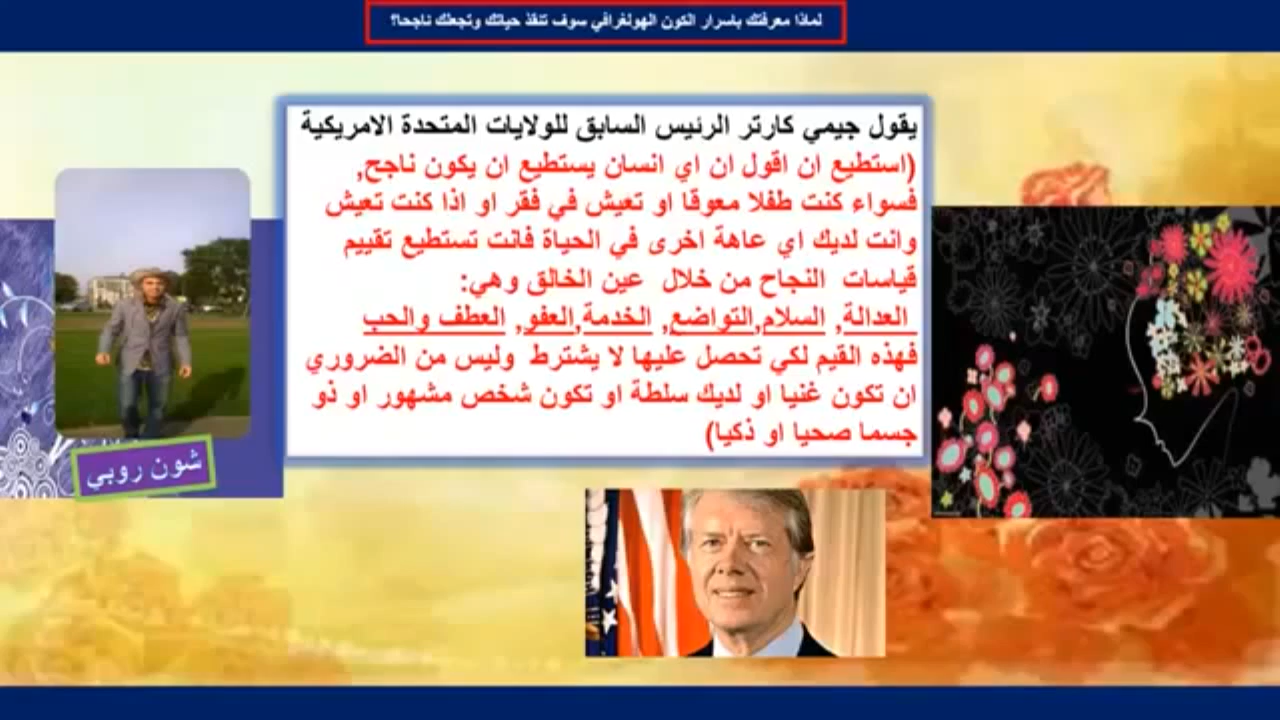 لماذا معرفتك باسرار الكون الهولغرافي سوف تنقذ حياتك وتجعلك ناجحا؟
يقول جيمي كارتر الرئيس السابق للولايات المتحدة الامريكية
(استطيع ان اقول ان اي انسان يستطيع ان يكون ناجح,
فسواء كنت طفلا معوقا او تعيش في فقر او اذا كنت تعيش
وانت لديك اي عاهة اخرى في الحياة فانت تستطيع تقييم
قياسات النجاح من خلال عين الخالق وهي:
العدالة, السلام,التواضع, الخدمة,العفو, العطف والحب
فهذه القيم لكي تحصل عليها لا يشترط وليس من الضروري
ان تكون غنيا او لديك سلطة او تكون شخص مشهور او ذو
جسما صحيا او ذكيا)
شون روبي